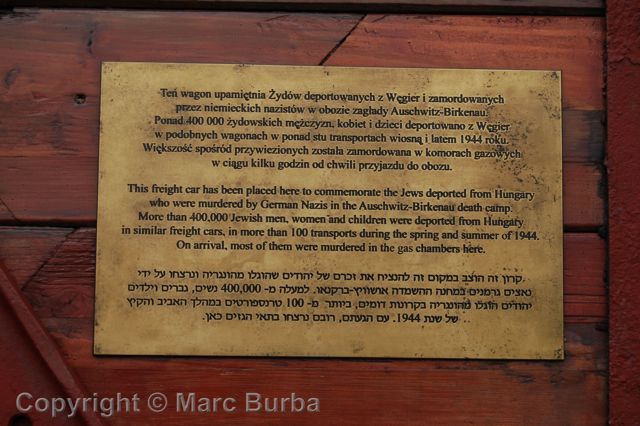 Ten wagon upamiętnia Żydów deportowanych z Węgier i zamordowanych
przez niemieckich nazistów w obozie zagłady Auschwitz-Birkenau.
Ponad 400 000 żydowskich mężczyzn, kobiet i dzieci deportowano z Węgier
w podobnych wagonach w ponad stu transportach wiosną i latem 1944 roku.
Większość spośród przywiezionych została zamordowana w komorach gazowych
w ciągu kilku godzin od chwili przyjazdu do obozu.
This freight car has been placed here to commemorate the Jews deported from Hungary
who were murdered by German Nazis in the Auschwitz-Birkenau death camp.
More than 400,000 Jewish men, women and children were deported from Hungary
in similar freight cars, in more than 100 transports during the spring and summer of 1944.
On arrival, most of them were murdered in the gas chambers here.
קרון זה הוצב במקום זה להנציח את זכרם של יהודים שהוגלו מהונגריה ונרצחו על ידי
נאצים גרמנים במחנה ההשמדה אושוויץ-ברקנאו. למעלה מ- 400,000 נשים, גברים וילדים
יהודים הוגלו מהונגריה בקרונות דומים, ביותר מ- 100 טרנספורטים במהלך האביב והקיץ
של שנת 1944. עם הגעתם, רובם נרצחו בתאי הגזים כאן.
Copyright © Marc Burba